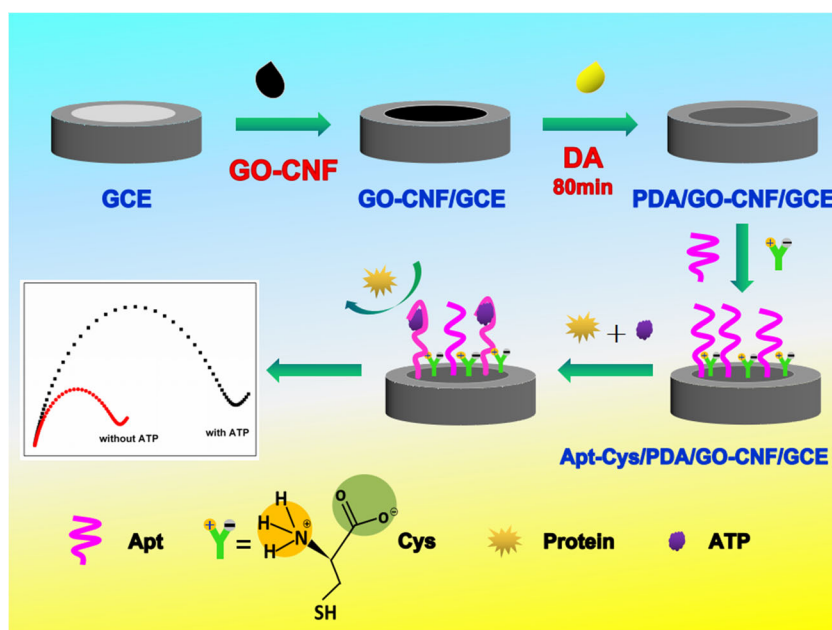 GCE
GO-CNF
GO-CNF/GCE
DA
80min
PDA/GO-CNF/GCE
+ −
+
+ − + − + −
+ − + − + −
without ATP
with ATP
Apt-Cys/PDA/GO-CNF/GCE
Apt
+ − =
H
H
H
N
+
O
O
−
SH
Cys
Protein
ATP